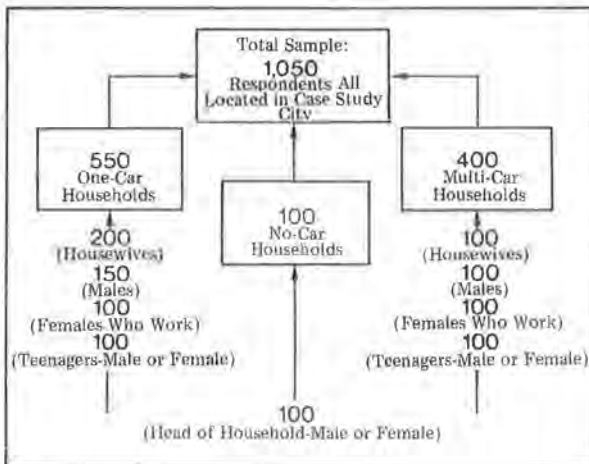 Total Sample:
1,050
Respondents All
Located in Case Study
City
550
One-Car
Households
400
Multi-Car
Households
100
No-Car
Households
200
(Housewives)
150
(Males)
100
(Females Who Work)
100
(Teenagers-Male or Female)
100
(Housewives)
100
(Males)
100
(Females Who Work)
100
(Teenagers-Male or Female)
100
(Head of Household-Male or Female)